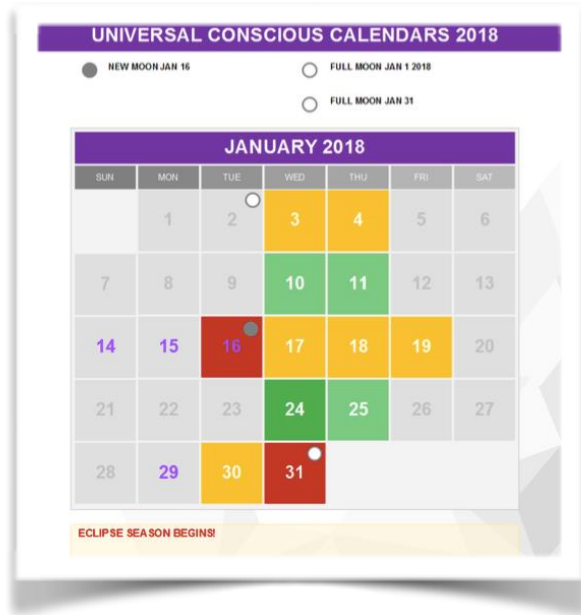 UNIVERSAL CONSCIOUS CALENDARS 2018
NEW MOON JAN 16 FULL MOON JAN 1 2018
FULL MOON JAN 31
JANUARY 2018
SUN MON TUE WED THU FRI SAT
1 2 3 4 5 6
7 8 9 10 11 12 13
14 15 16 17 18 19 20
21 22 23 24 25 26 27
28 29 30 31
ECLIPSE SEASON BEGINS!